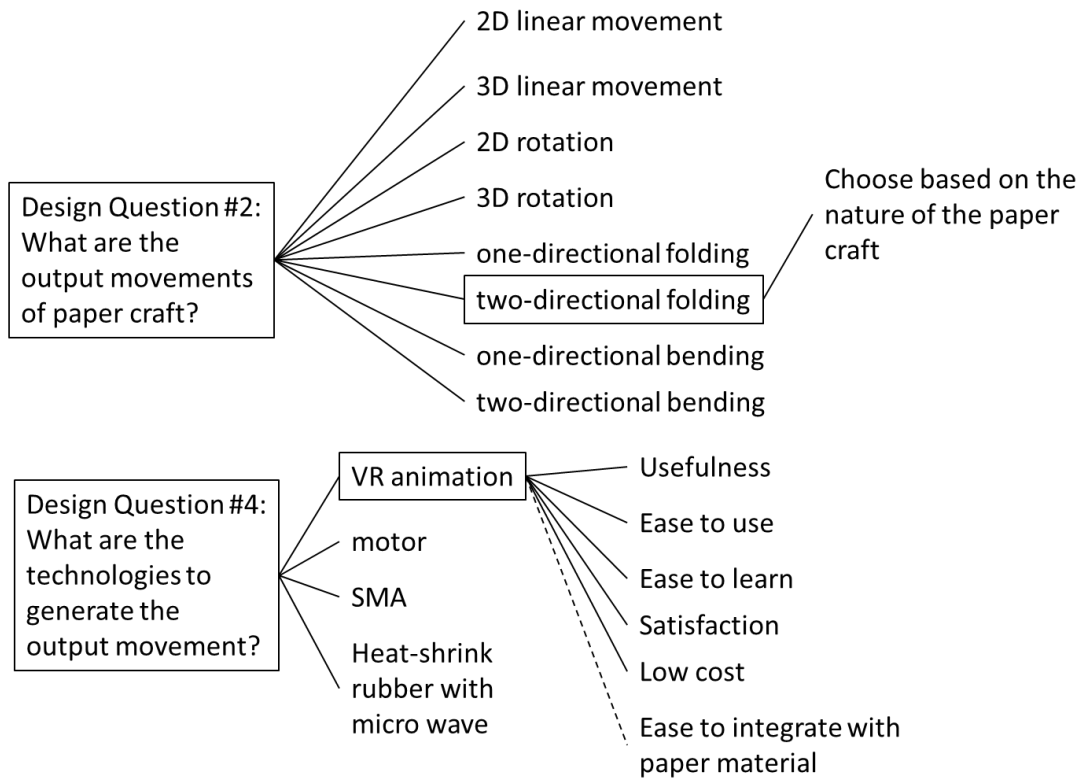 2D linear movement
3D linear movement
2D rotation
3D rotation
one-directional folding
two-directional folding
one-directional bending
two-directional bending
Design Question #2:
What are the
output movements
of paper craft?
Choose based on the
nature of the paper
craft
Design Question #4:
What are the
technologies to
generate the
output movement?
VR animation
motor
SMA
Heat-shrink
rubber with
micro wave
Usefulness
Ease to use
Ease to learn
Satisfaction
Low cost
Ease to integrate with
paper material